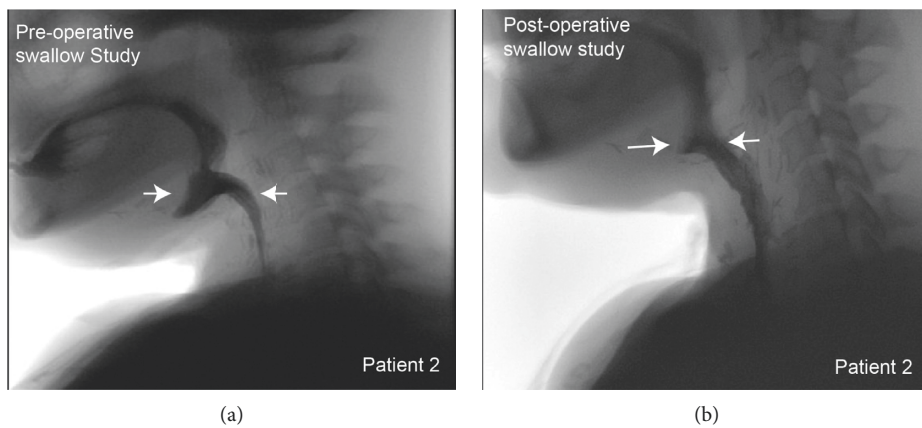 Pre-operative
swallow Study
Patient 2
(a)
Post-operative
swallow study
Patient 2
(b)